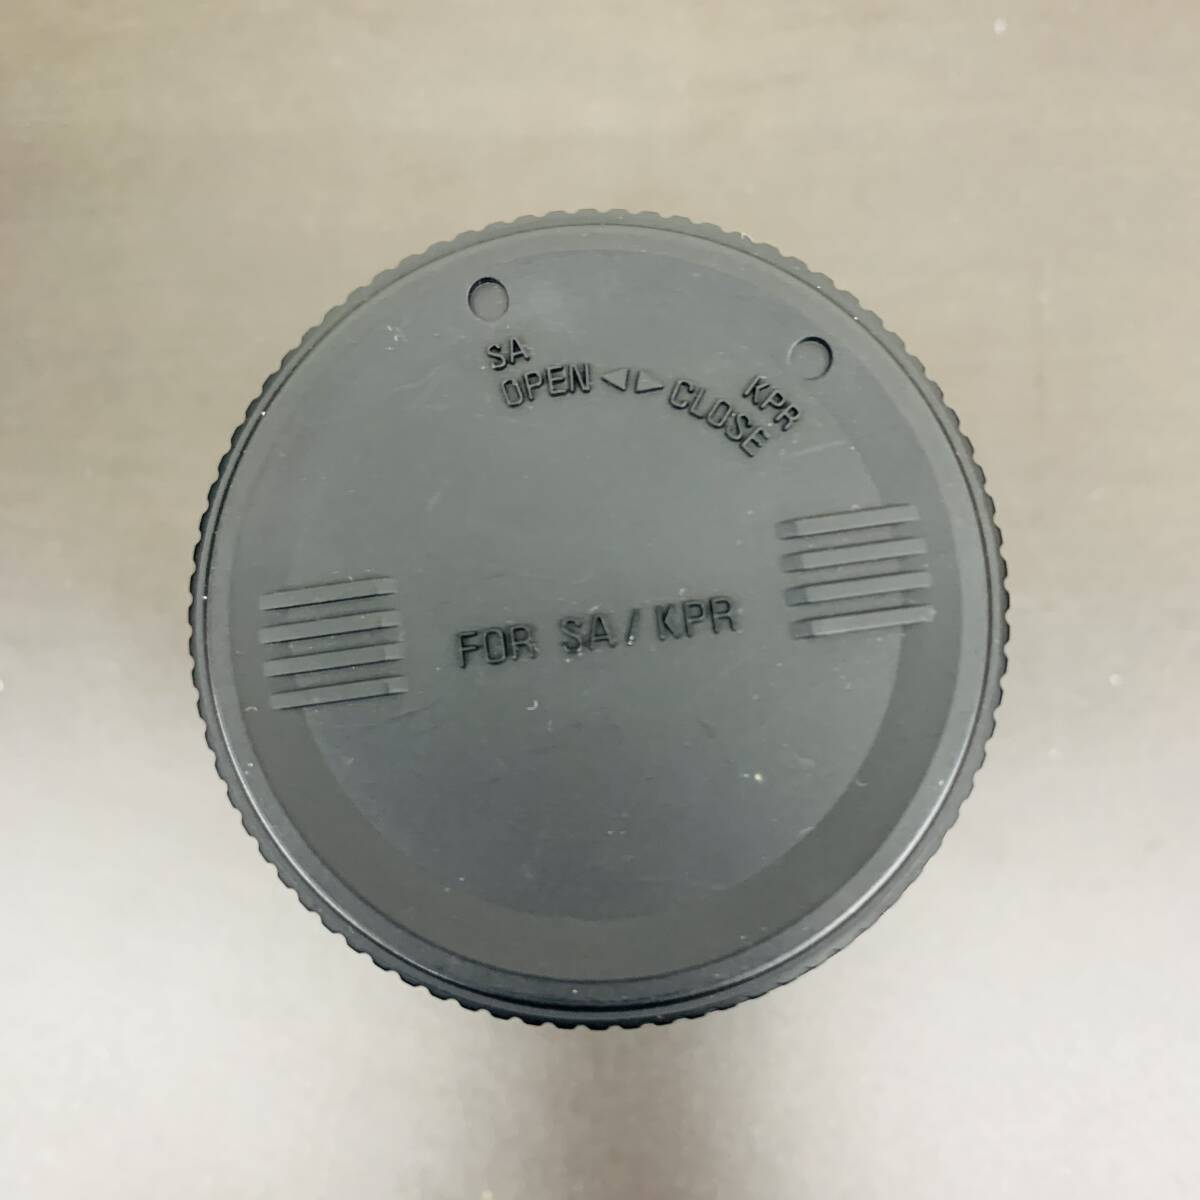 SA KPR
OPEN ◁ ▷ CLOSE
FOR SA / KPR